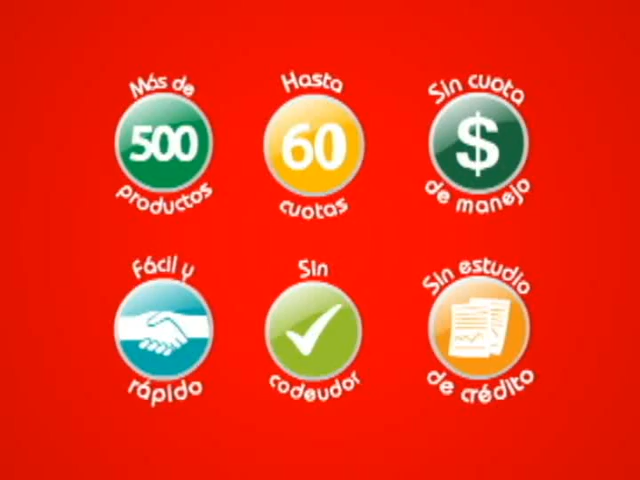 Más de
500
productos
Hasta
60
cuotas
Sin cuota
$
de manejo
Fácil y
rápido
Sin
codeudor
Sin estudio
de crédito